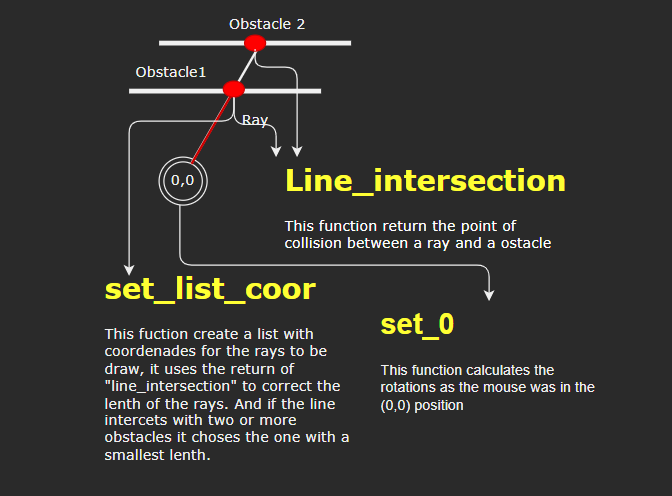 Obstacle 2
Obstacle1
Ray
0,0
Line_intersection
This function return the point of
collision between a ray and a ostacle
set_list_coor
This fuction create a list with
coordenades for the rays to be
draw, it uses the return of
"line_intersection" to correct the
lenth of the rays. And if the line
intercets with two or more
obstacles it choses the one with a
smallest lenth.
set_0
This function calculates the
rotations as the mouse was in the
(0,0) position